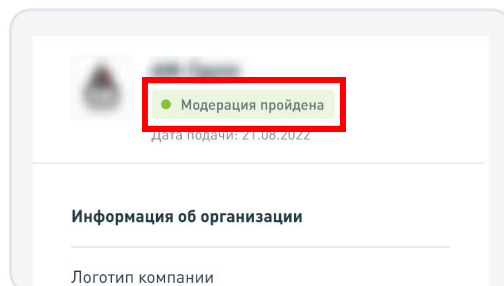 Модерация пройдена
Дата подачи: 21.08.2022
Информация об организации
Логотип компании